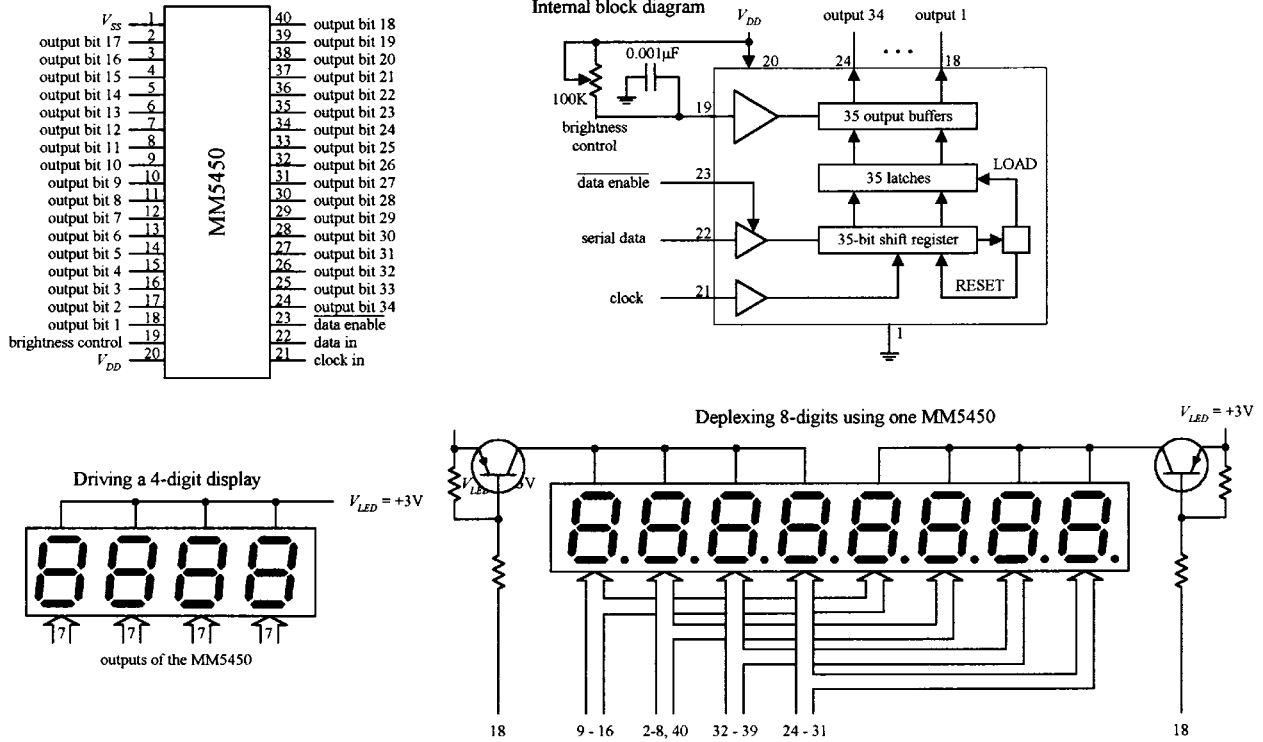 V_SS 1
output bit 17 2
output bit 16 3
output bit 15 4
output bit 14 5
output bit 13 6
output bit 12 7
output bit 11 8
output bit 10 9
output bit 9 10
output bit 8 11
output bit 7 12
output bit 6 13
output bit 5 14
output bit 4 15
output bit 3 16
output bit 2 17
output bit 1 18
brightness control 19
V_DD 20
MM5450
40 output bit 18
39 output bit 19
38 output bit 20
37 output bit 21
36 output bit 22
35 output bit 23
34 output bit 24
33 output bit 25
32 output bit 26
31 output bit 27
30 output bit 28
29 output bit 29
28 output bit 30
27 output bit 31
26 output bit 32
25 output bit 33
24 output bit 34
23 data enable
22 data in
21 clock in
Internal block diagram
V_DD
output 34 output 1
0.001µF
20 24 18
100K
19
brightness
control
35 output buffers
LOAD
data enable 23
35 latches
serial data 22
35-bit shift register
RESET
clock 21
1
Driving a 4-digit display
V_LED = +3V
7 7 7 7
outputs of the MM5450
Deplexing 8-digits using one MM5450
V_LED = +3V
V_LED V
18 9 - 16 2-8, 40 32 - 39 24 - 31 18